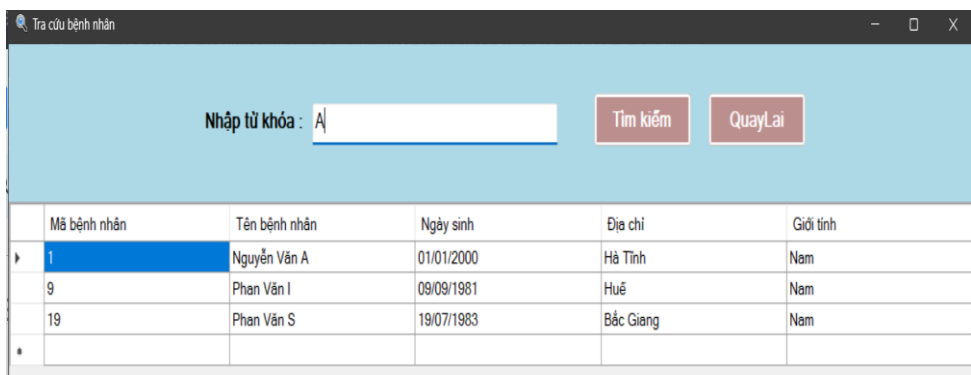 Tra cứu bệnh nhân
Nhập từ khóa : A
Tìm kiếm
QuayLai
Mã bệnh nhân Tên bệnh nhân Ngày sinh Địa chỉ Giới tính
1 Nguyễn Văn A 01/01/2000 Hà Tĩnh Nam
9 Phan Văn I 09/09/1981 Huế Nam
19 Phan Văn S 19/07/1983 Bắc Giang Nam